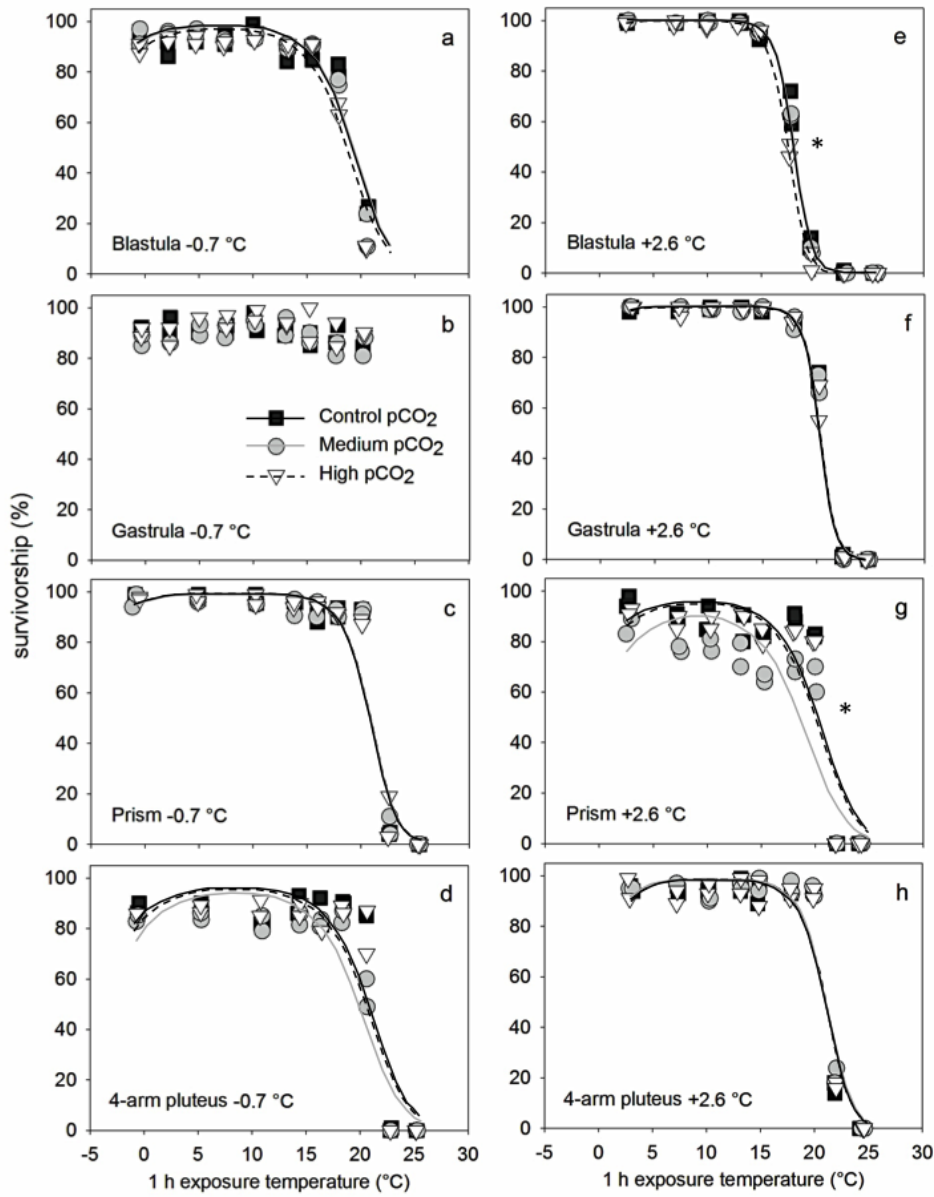 survivorship (%)
100
80
60
40
20
0
a
Blastula -0.7 °C
100
80
60
40
20
0
e
*
Blastula +2.6 °C
100
80
60
40
20
0
b
Control pCO2
Medium pCO2
High pCO2
Gastrula -0.7 °C
100
80
60
40
20
0
f
Gastrula +2.6 °C
100
80
60
40
20
0
c
Prism -0.7 °C
100
80
60
40
20
0
g
*
Prism +2.6 °C
100
80
60
40
20
0
d
4-arm pluteus -0.7 °C
-5 0 5 10 15 20 25 30
1 h exposure temperature (°C)
100
80
60
40
20
0
h
4-arm pluteus +2.6 °C
-5 0 5 10 15 20 25 30
1 h exposure temperature (°C)